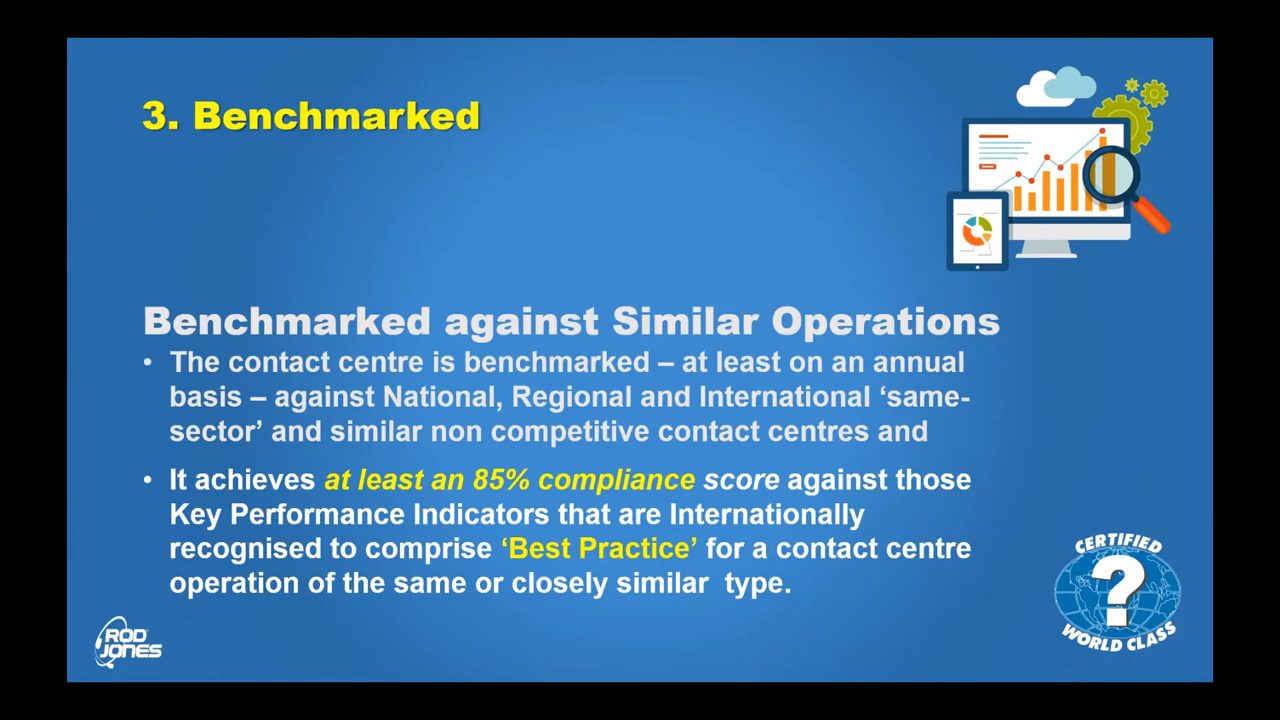 3. Benchmarked
Benchmarked against Similar Operations
• The contact centre is benchmarked – at least on an annual
basis – against National, Regional and International ‘same-
sector’ and similar non competitive contact centres and
• It achieves at least an 85% compliance score against those
Key Performance Indicators that are Internationally
recognised to comprise ‘Best Practice’ for a contact centre
operation of the same or closely similar type.
CERTIFIED
?
WORLD CLASS
ROD
JONES